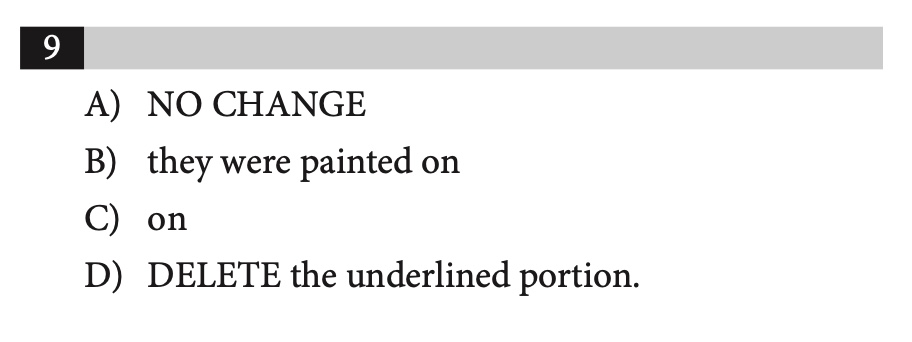 9
A) NO CHANGE
B) they were painted on
C) on
D) DELETE the underlined portion.